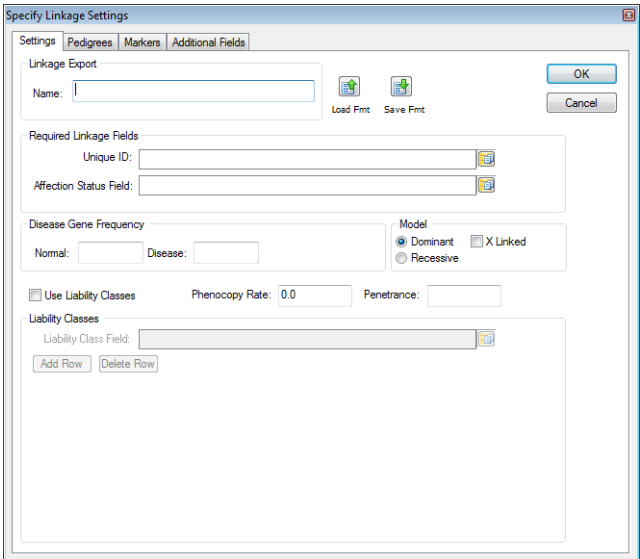 Specify Linkage Settings
Settings Pedigrees Markers Additional Fields
Linkage Export
Name:
Load Fmt Save Fmt
OK
Cancel
Required Linkage Fields
Unique ID:
Affection Status Field:
Disease Gene Frequency
Normal: Disease:
Model
Dominant X Linked
Recessive
Use Liability Classes Phenocopy Rate: 0.0 Penetrance:
Liability Classes
Liability Class Field:
Add Row Delete Row